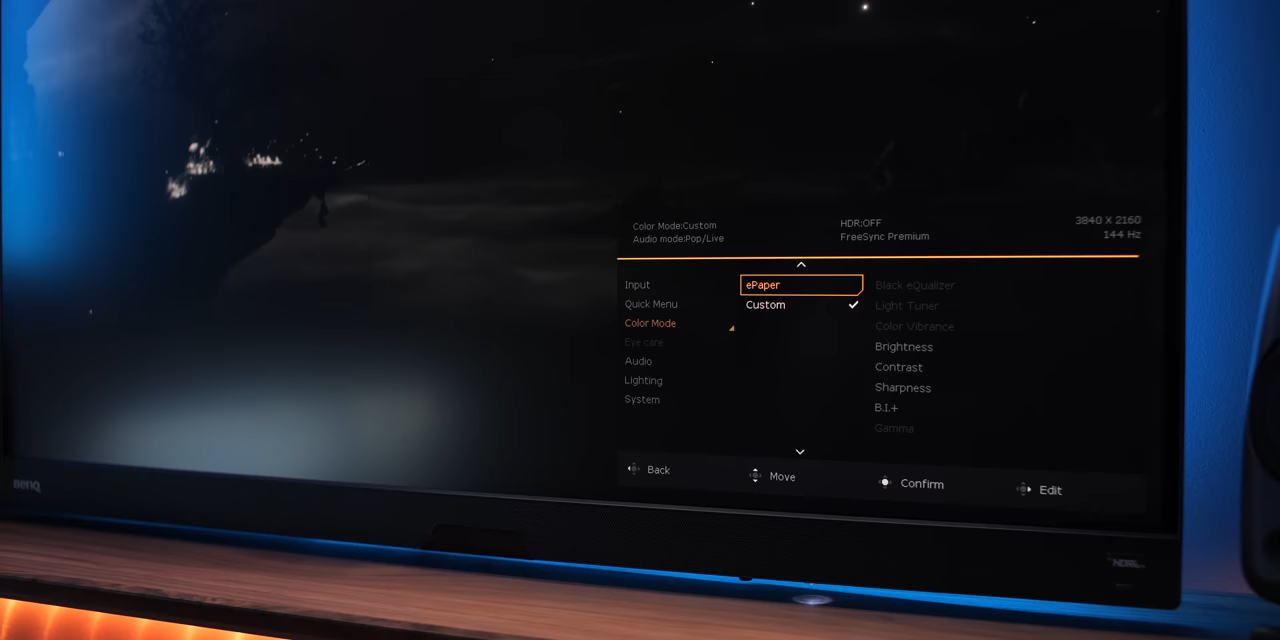 Color Mode:Custom
Audio mode:Pop/Live
HDR:OFF
FreeSync Premium
3840 X 2160
144 Hz
Input
Quick Menu
Color Mode
Eye care
Audio
Lighting
System
ePaper
Custom
Black eQualizer
Light Tuner
Color Vibrance
Brightness
Contrast
Sharpness
B.I.+
Gamma
Back
Move
Confirm
Edit
BenQ
HDRi